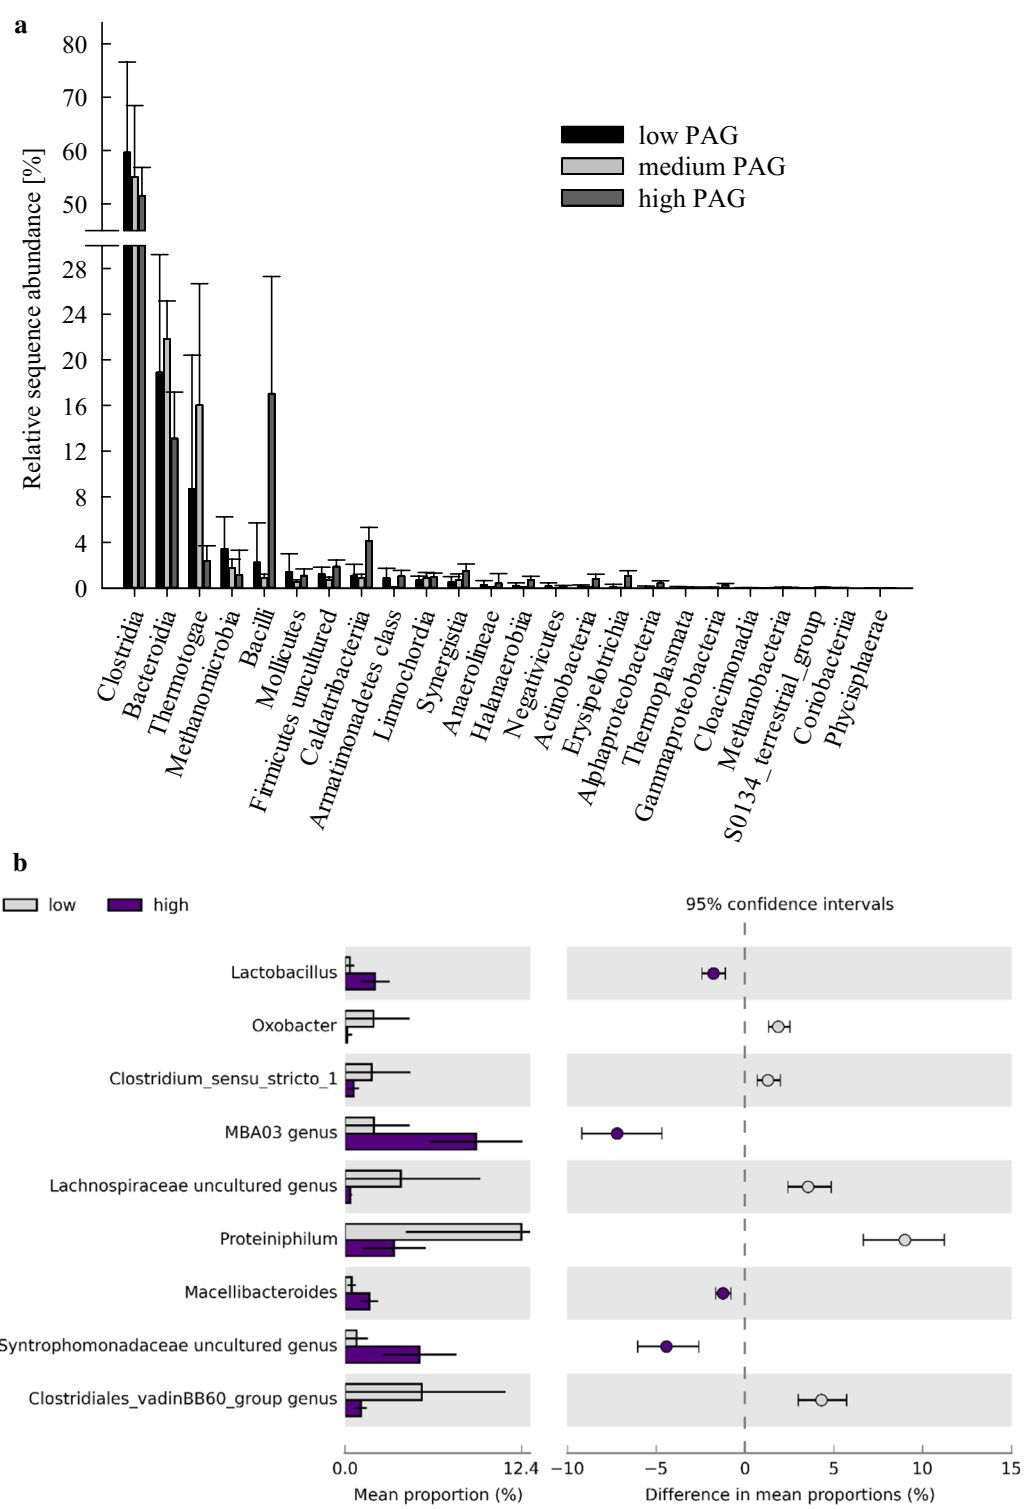 a
Relative sequence abundance [%]
80
70
60
50
28
24
20
16
12
8
4
0
low PAG
medium PAG
high PAG
Clostridia
Bacteroidia
Thermotogae
Methanomicrobia
Bacilli
Mollicutes
Firmicutes uncultured
Caldatribacteriia
Armatimonadetes class
Limnochordia
Synergistia
Anaerolineae
Halanaerobiia
Negativicutes
Actinobacteria
Erysipelotrichia
Alphaproteobacteria
Thermoplasmata
Gammaproteobacteria
Cloacimonadia
Methanobacteria
S0134_terrestrial_group
Coriobacteriia
Phycisphaerae
b
low high
95% confidence intervals
Lactobacillus
Oxobacter
Clostridium_sensu_stricto_1
MBA03 genus
Lachnospiraceae uncultured genus
Proteiniphilum
Macellibacteroides
Syntrophomonadaceae uncultured genus
Clostridiales_vadinBB60_group genus
0.0 12.4 −10 −5 0 5 10 15
Mean proportion (%) Difference in mean proportions (%)